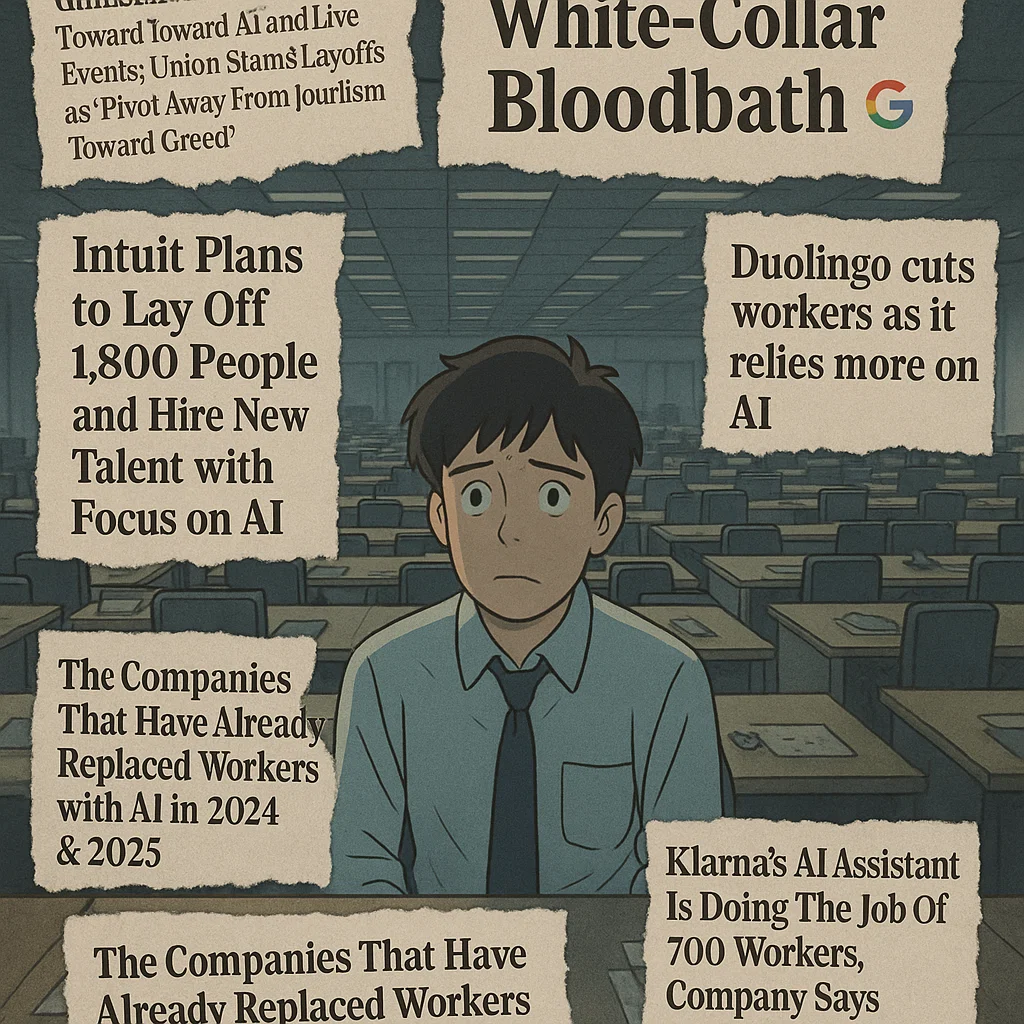 Toward Toward AI and Live
Events; Union Stams Layoffs
as ‘Pivot Away From Jourlism
Toward Greed’
White-Collar
Bloodbath G
Intuit Plans
to Lay Off
1,800 People
and Hire New
Talent with
Focus on AI
Duolingo cuts
workers as it
relies more on
AI
The Companies
That Have Already
Replaced Workers
with AI in 2024
& 2025
Klarna’s AI Assistant
Is Doing The Job Of
700 Workers,
Company Says
The Companies That Have
Already Replaced Workers